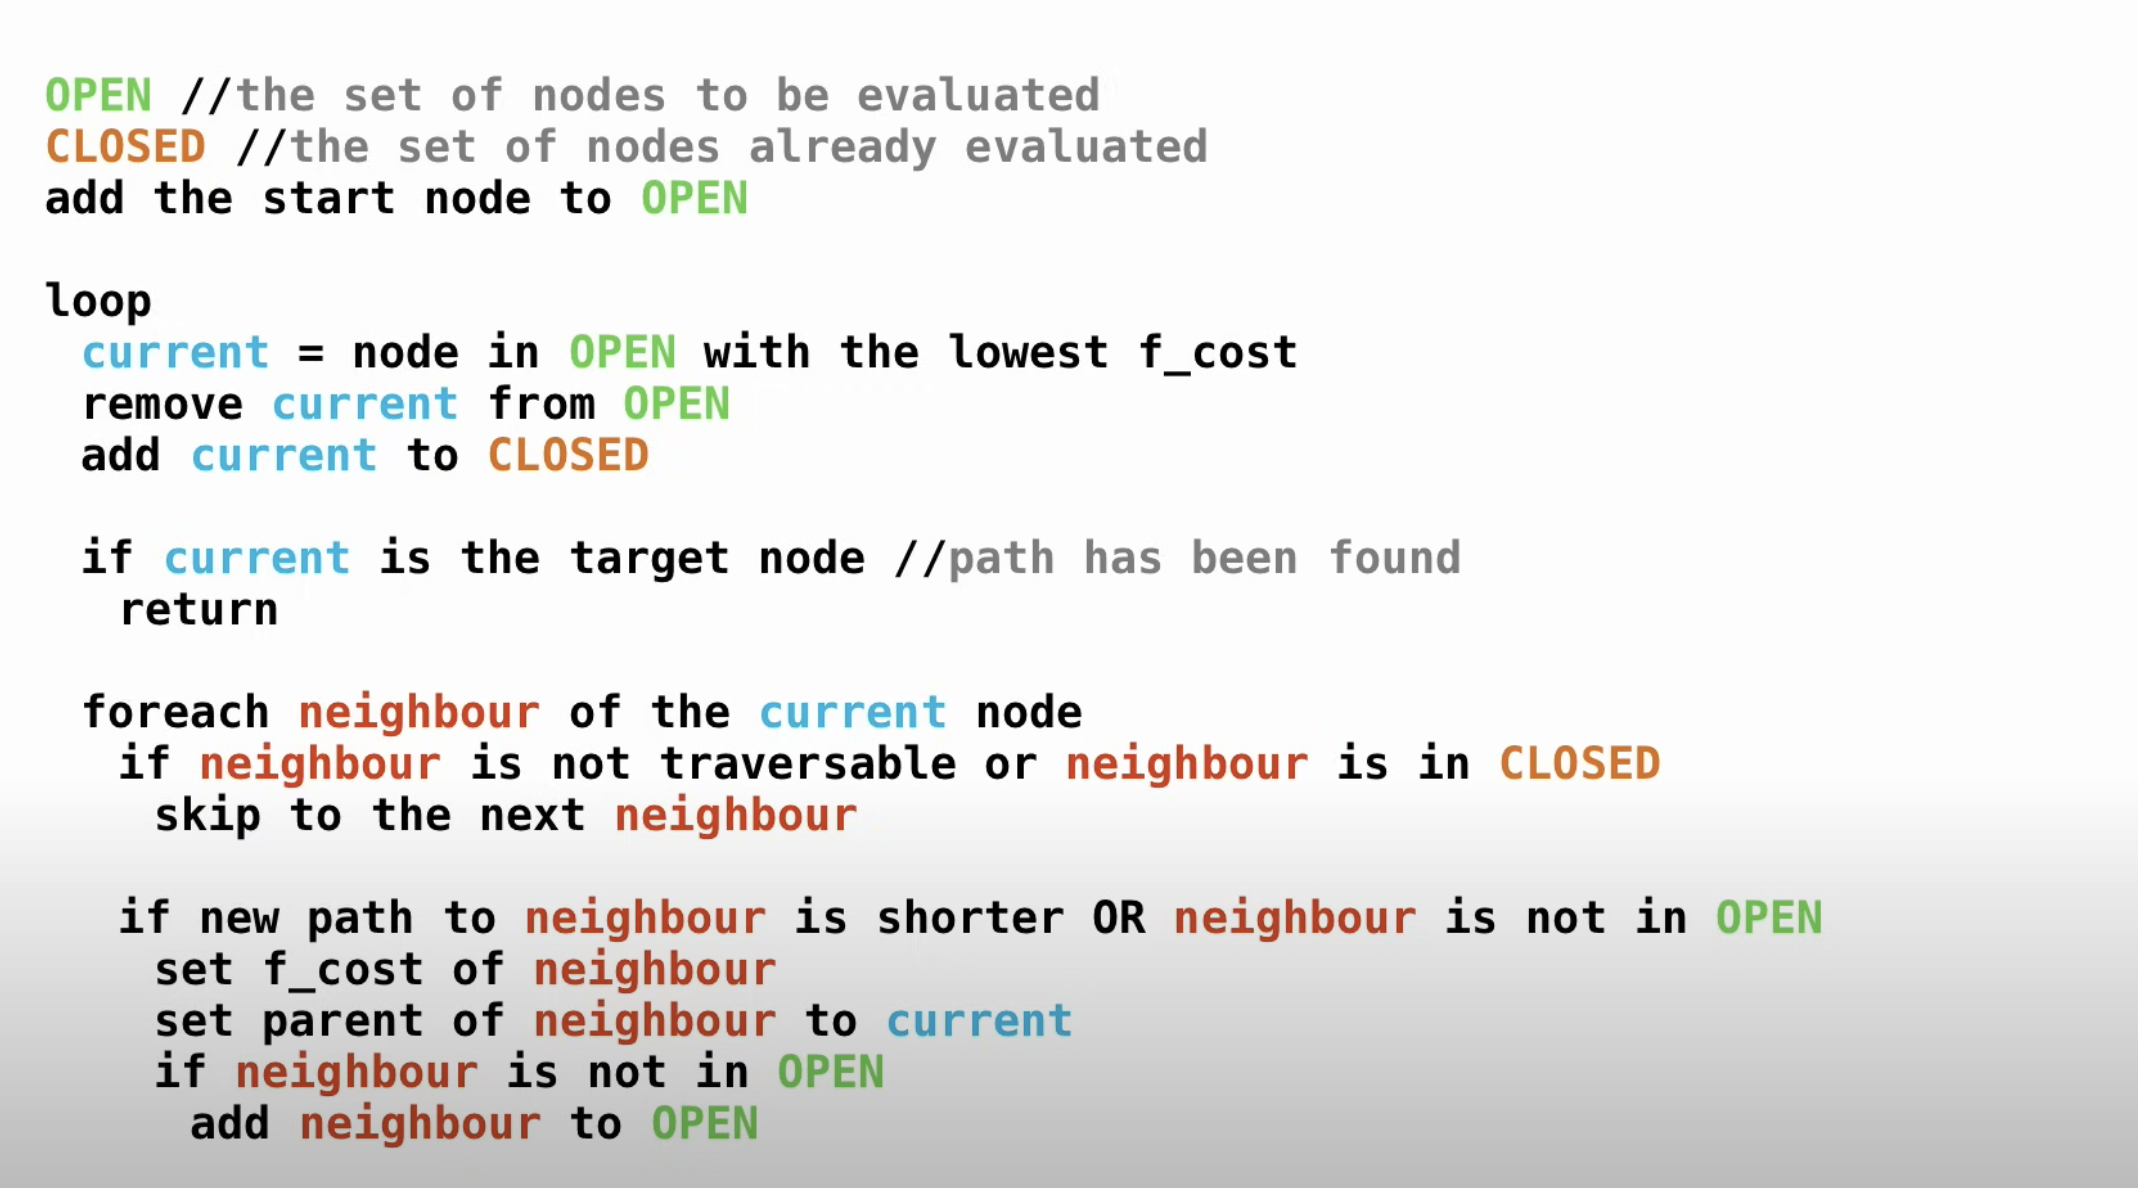 OPEN //the set of nodes to be evaluated
CLOSED //the set of nodes already evaluated
add the start node to OPEN
loop
current = node in OPEN with the lowest f_cost
remove current from OPEN
add current to CLOSED
if current is the target node //path has been found
return
foreach neighbour of the current node
if neighbour is not traversable or neighbour is in CLOSED
skip to the next neighbour
if new path to neighbour is shorter OR neighbour is not in OPEN
set f_cost of neighbour
set parent of neighbour to current
if neighbour is not in OPEN
add neighbour to OPEN